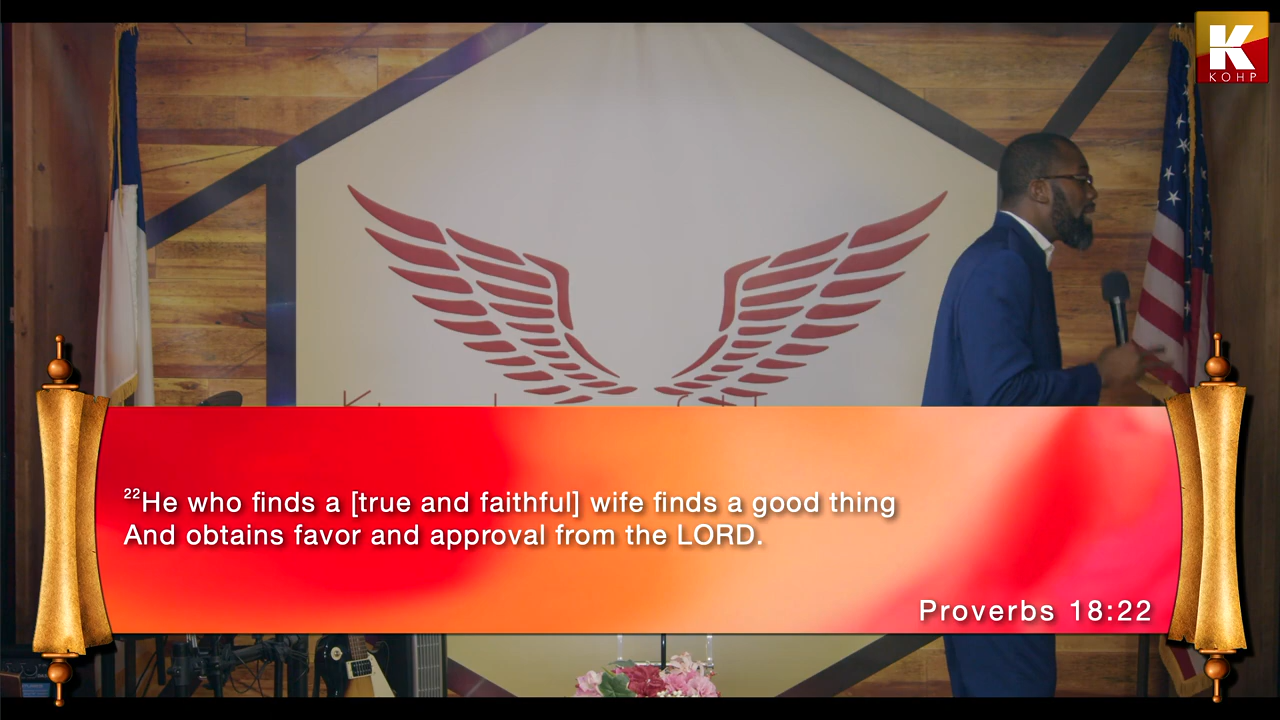 K
KOHP
²²He who finds a [true and faithful] wife finds a good thing
And obtains favor and approval from the LORD.
Proverbs 18:22